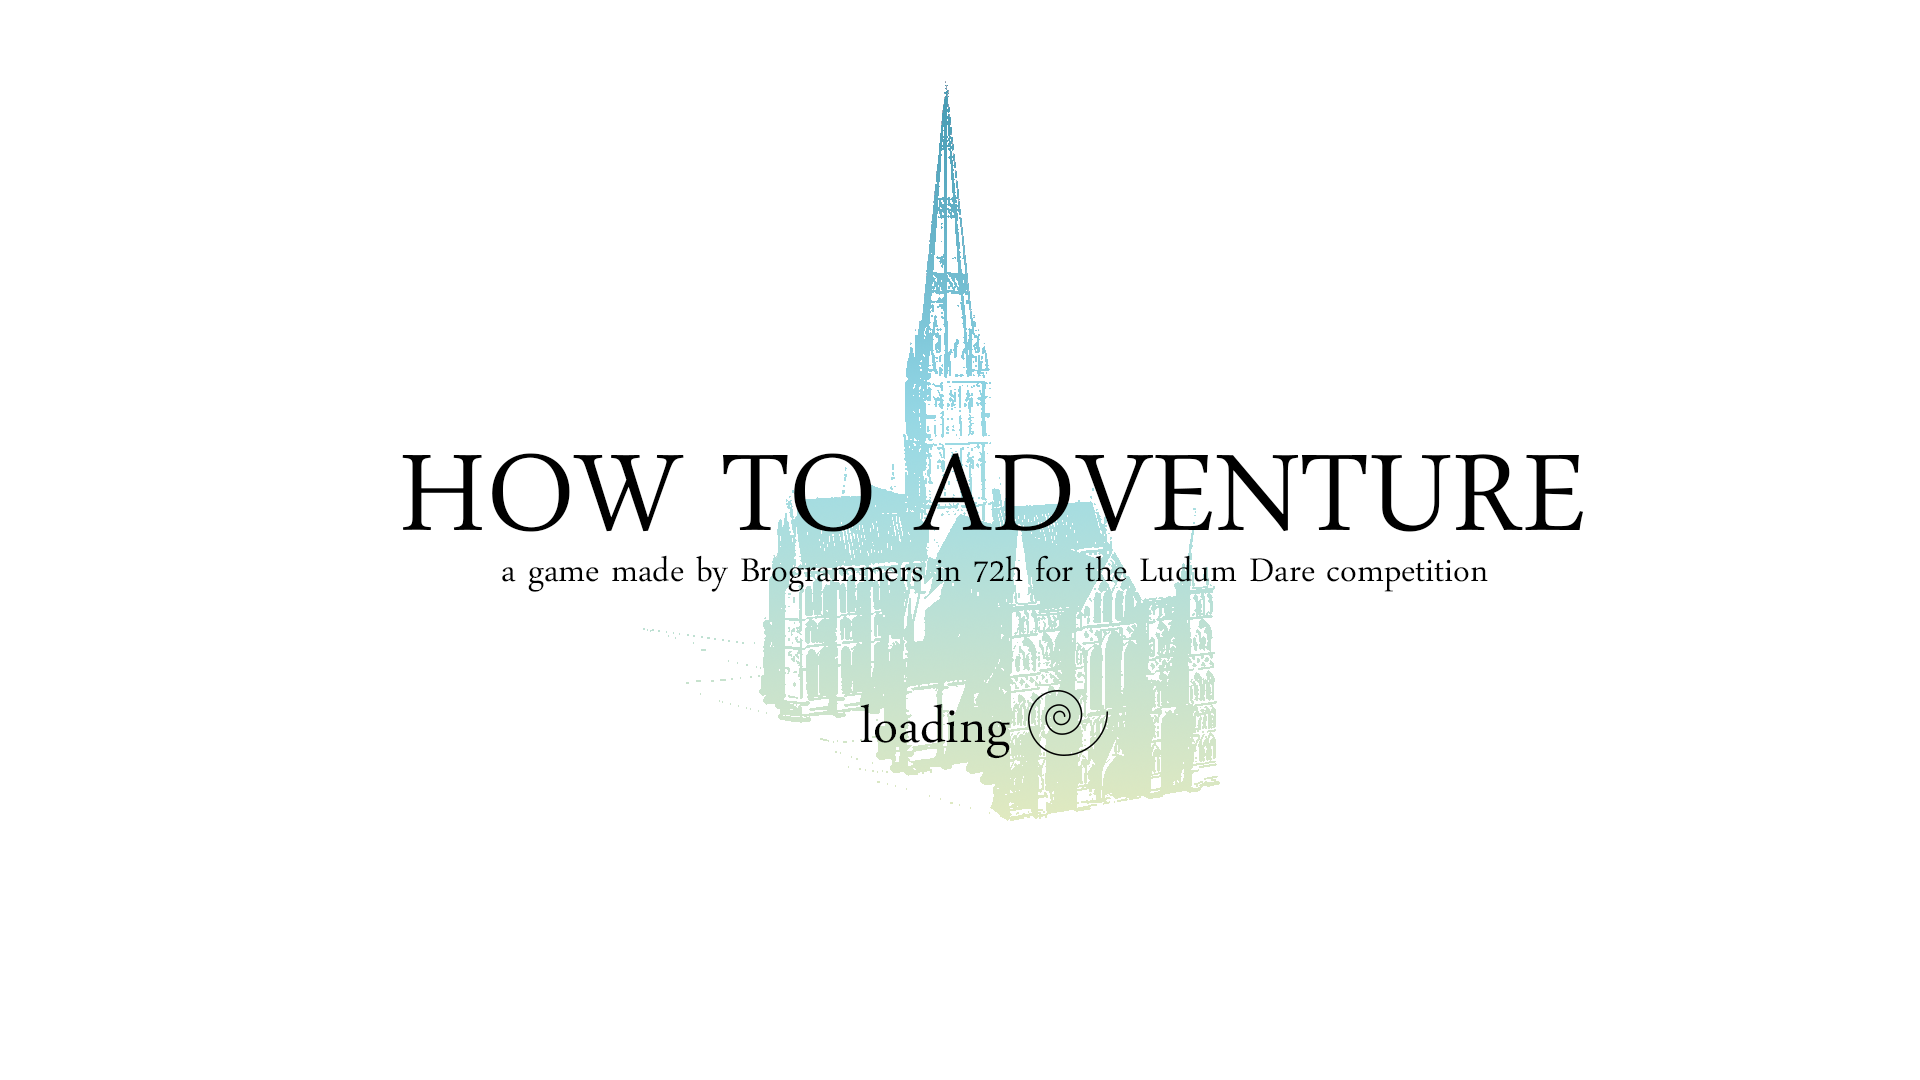 HOW TO ADVENTURE
a game made by Brogrammers in 72h for the Ludum Dare competition
loading